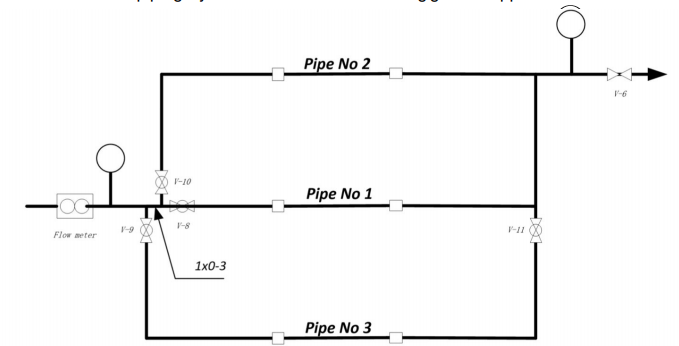 Pipe No 2
V-6
V-10
Pipe No 1
Flow meter
V-9
V-8
V-11
1x0-3
Pipe No 3